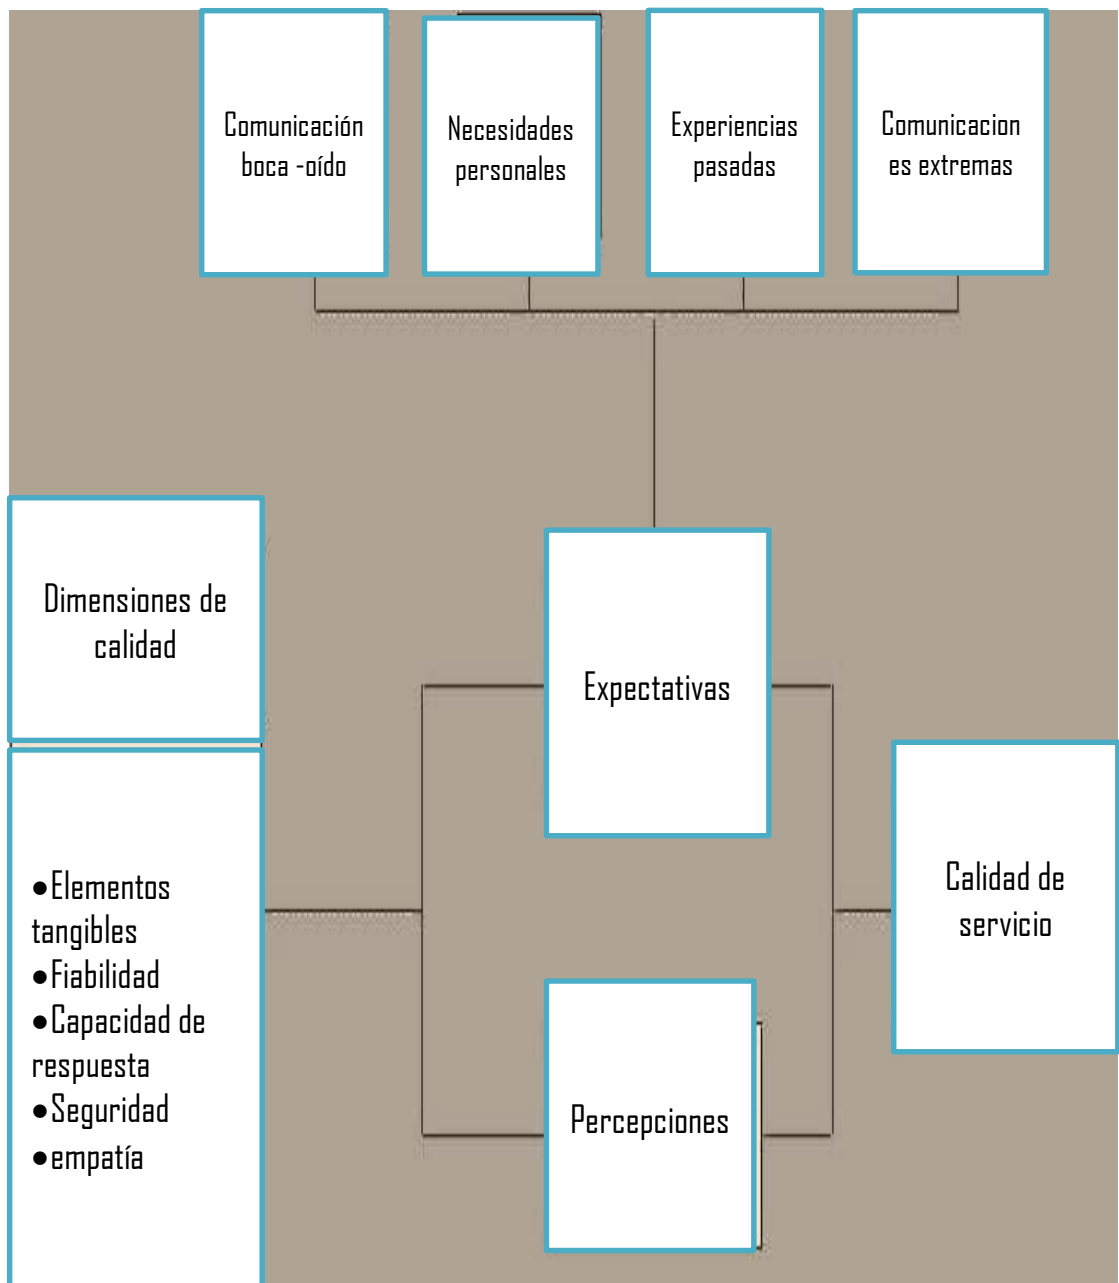 Comunicación
boca -oído
Necesidades
personales
Experiencias
pasadas
Comunicacion
es extremas
Dimensiones de
calidad
Expectativas
•Elementos
tangibles
•Fiabilidad
•Capacidad de
respuesta
•Seguridad
•empatía
Calidad de
servicio
Percepciones